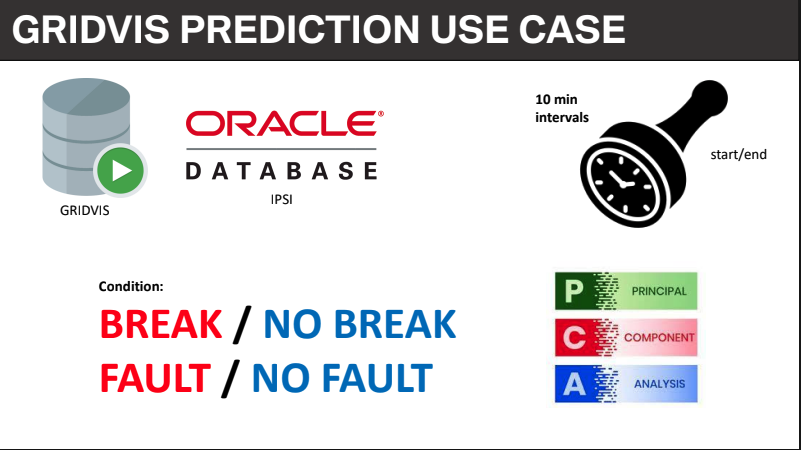 GRIDVIS PREDICTION USE CASE
GRIDVIS
ORACLE®
DATABASE
IPSI
10 min
intervals
start/end
Condition:
BREAK / NO BREAK
FAULT / NO FAULT
P PRINCIPAL
C COMPONENT
A ANALYSIS